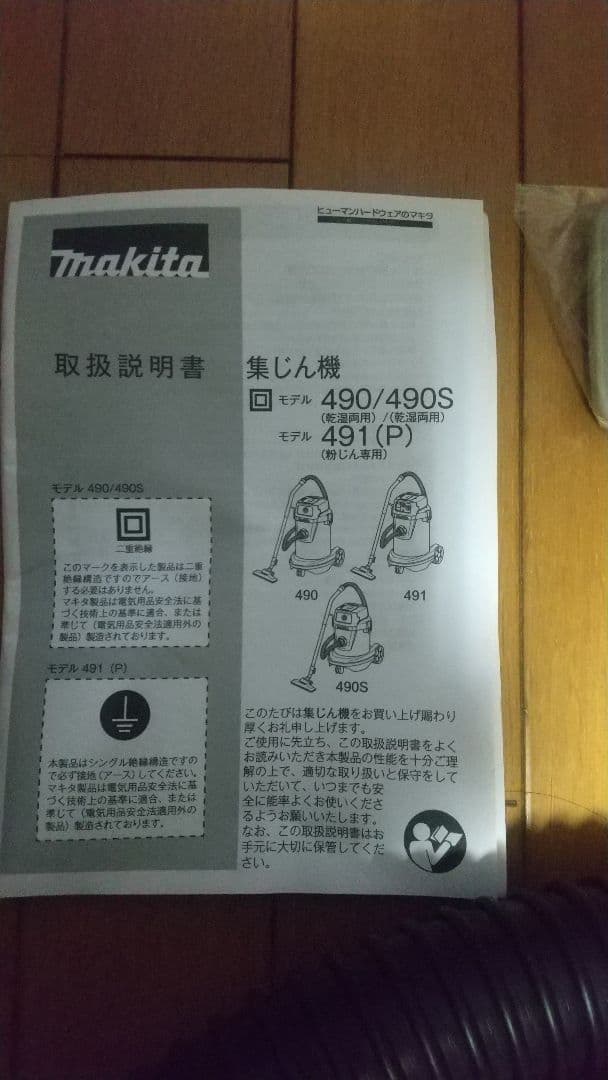 ヒューマンハードウェアのマキタ
makita
取扱説明書
集じん機
モデル 490/490S
(乾湿両用)/(乾湿両用)
モデル 491(P)
(粉じん専用)
モデル 490/490S
二重絶縁
このマークを表示した製品は二重
絶縁構造ですのでアース(接地)
する必要はありません。
マキタ製品は電気用品安全法に基
づく技術上の基準に適合、または
準じて(電気用品安全法適用外の
製品)製造されております。
モデル 491(P)
本製品はシングル絶縁構造ですの
で必ず接地(アース)してください。
マキタ製品は電気用品安全法に基
づく技術上の基準に適合、または
準じて(電気用品安全法適用外の
製品)製造されております。
490
491
490S
このたびは集じん機をお買い上げ賜わり
厚くお礼申し上げます。
ご使用に先立ち、この取扱説明書をよく
お読みいただき本製品の性能を十分ご理
解の上で、適切な取り扱いと保守をして
いただいて、いつまでも安
全に能率よくお使いくださ
るようお願いいたします。
なお、この取扱説明書はお
手元に大切に保管してくだ
さい。